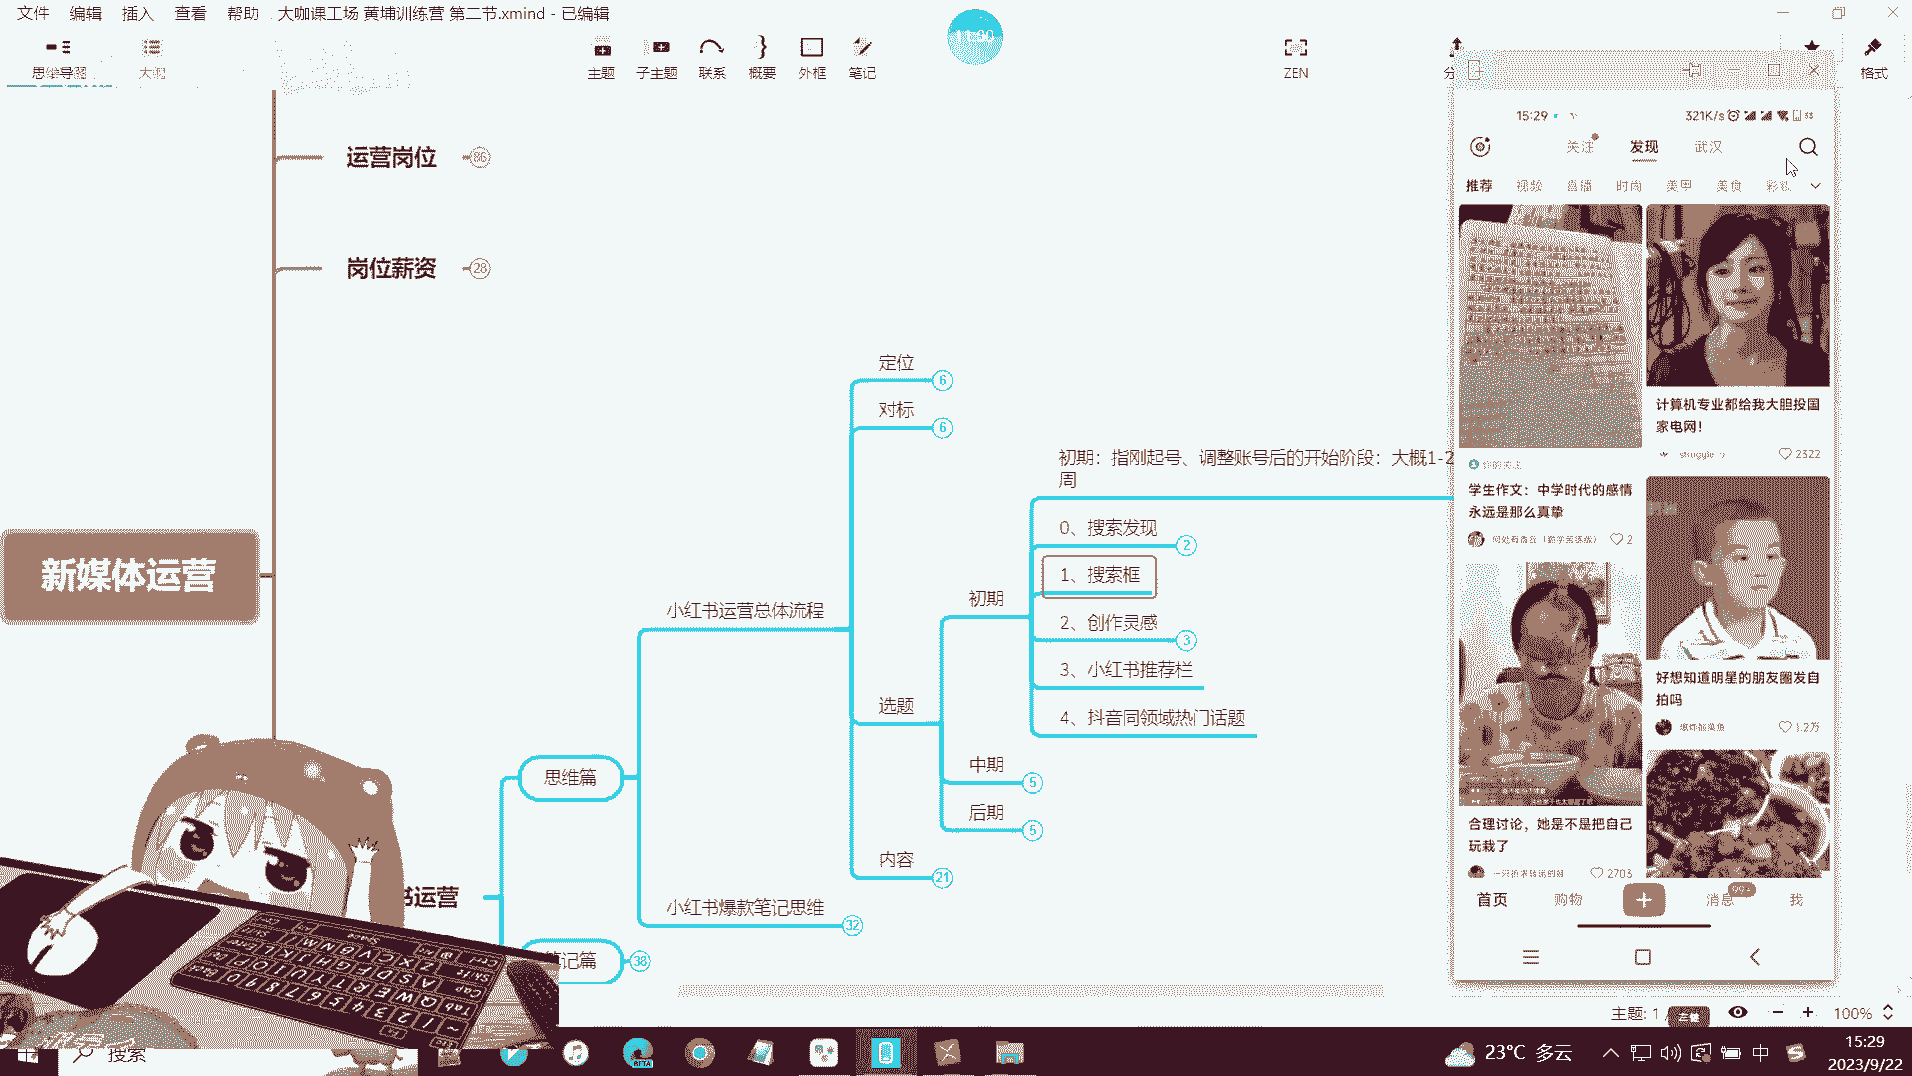 文件 编辑 插入 查看 帮助 大咖课工场 黄埔训练营 第二节.xmind - 已编辑
思维导图 大纲 主题 子主题 联系 概要 外框 笔记 ZEN 格式
运营岗位 86
岗位薪资 28
新媒体运营
思维篇
笔记篇 38
书运营
小红书运营总体流程
小红书爆款笔记思维 32
定位 6
对标 6
选题
内容 21
初期
中期 5
后期 5
初期：指刚起号、调整账号后的开始阶段：大概1-2
周
0、搜索发现 2
1、搜索框
2、创作灵感 3
3、小红书推荐栏
4、抖音同领域热门话题
15:29 321K/s
关注 发现 武汉
推荐 视频 直播 时尚 美甲 美食
计算机专业都给我大胆投国
家电网！
2322
学生作文：中学时代的感情
永远是那么真挚
2
好想知道明星的朋友圈发自
拍吗
1.2万
合理讨论，她是不是把自己
玩栽了
2703
首页 购物 消息 99+ 我
主题: 1 / 100%
搜索
BETA
23°C 多云 中
15:29
2023/9/22